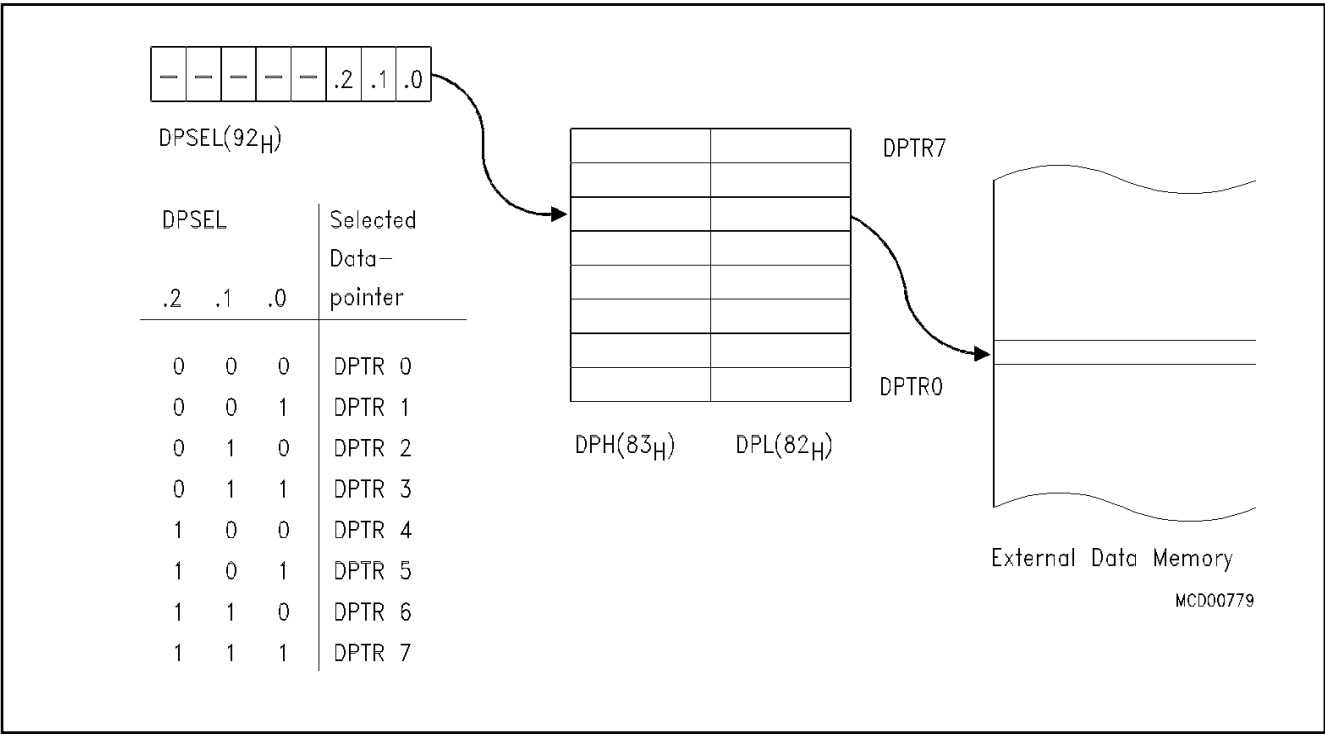 – – – – – .2 .1 .0
DPSEL(92H)
DPSEL Selected
Data–
.2 .1 .0 pointer
0 0 0 DPTR 0
0 0 1 DPTR 1
0 1 0 DPTR 2
0 1 1 DPTR 3
1 0 0 DPTR 4
1 0 1 DPTR 5
1 1 0 DPTR 6
1 1 1 DPTR 7
DPTR7
DPTR0
DPH(83H) DPL(82H)
External Data Memory
MCD00779